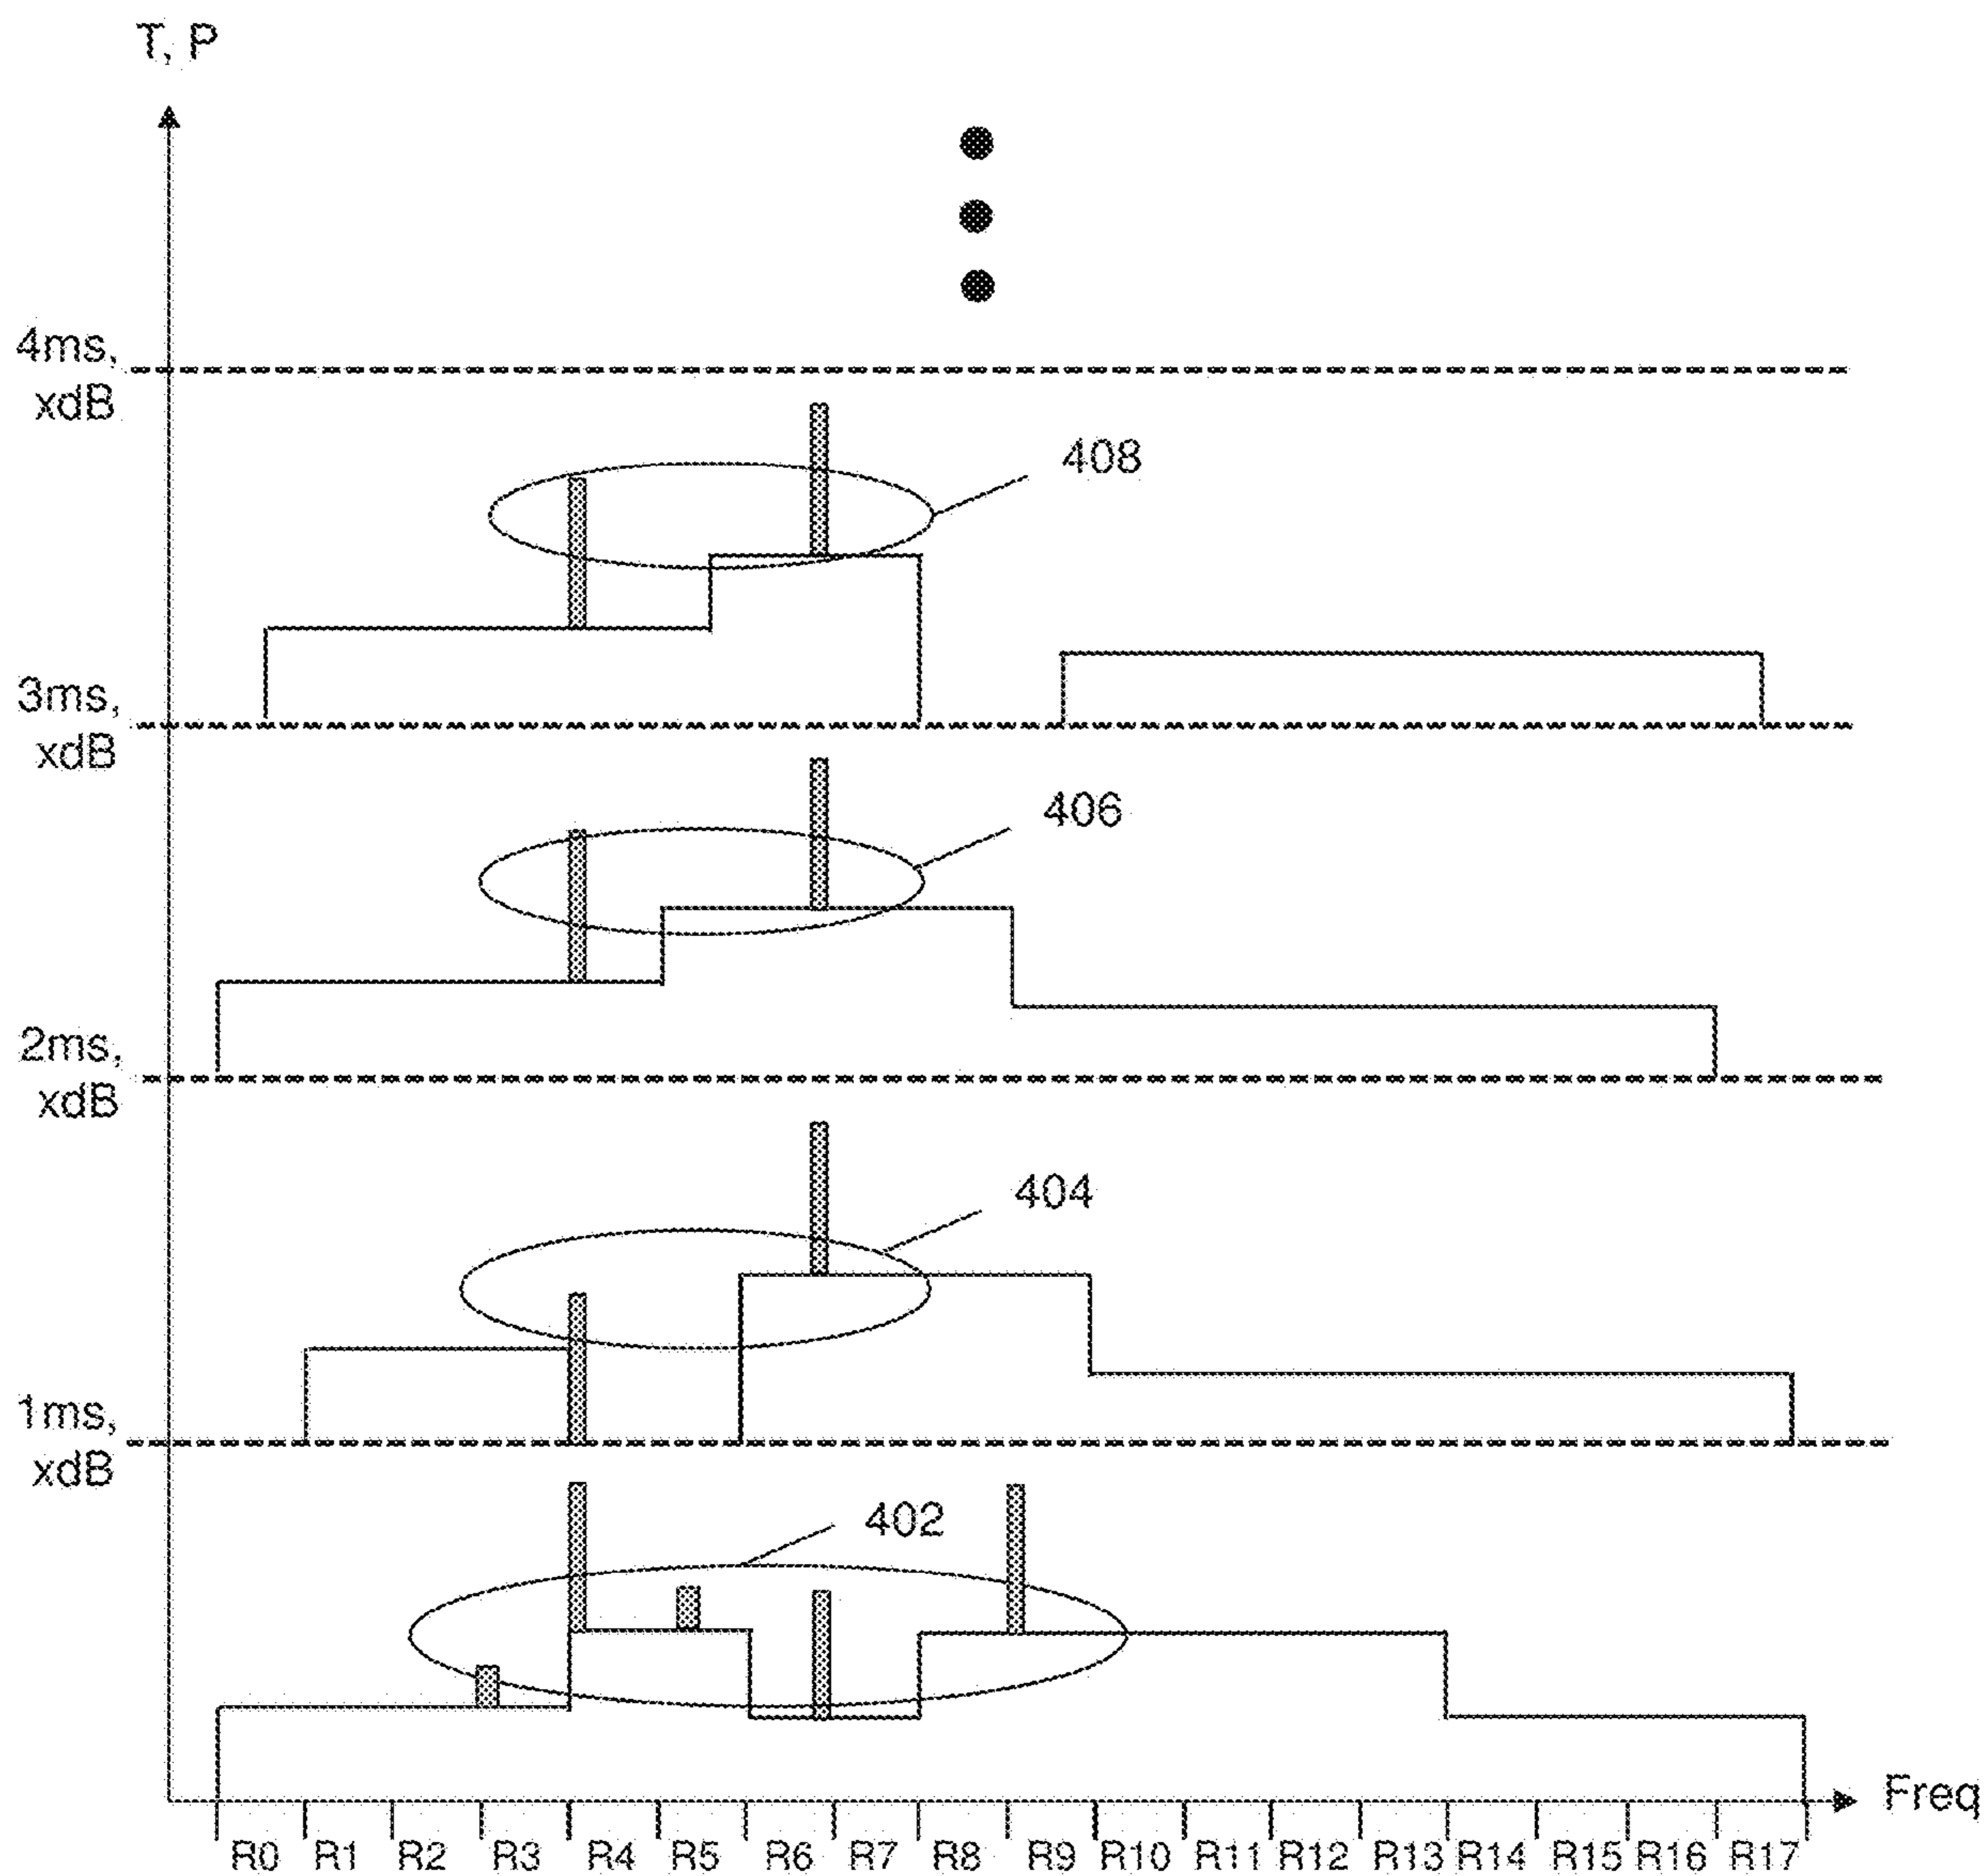 T, P
4ms,
xdB
408
3ms,
xdB
406
2ms,
xdB
404
1ms,
xdB
402
Freq
R0 R1 R2 R3 R4 R5 R6 R7 R8 R9 R10 R11 R12 R13 R14 R15 R16 R17